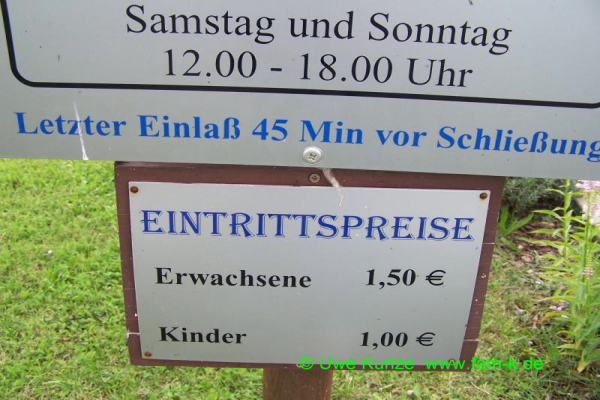 Samstag und Sonntag
12.00 - 18.00 Uhr
Letzter Einlaß 45 Min vor Schließung
EINTRITTSPREISE
Erwachsene 1,50 €
Kinder 1,00 €
© Uwe Kunze www.fam-k.de